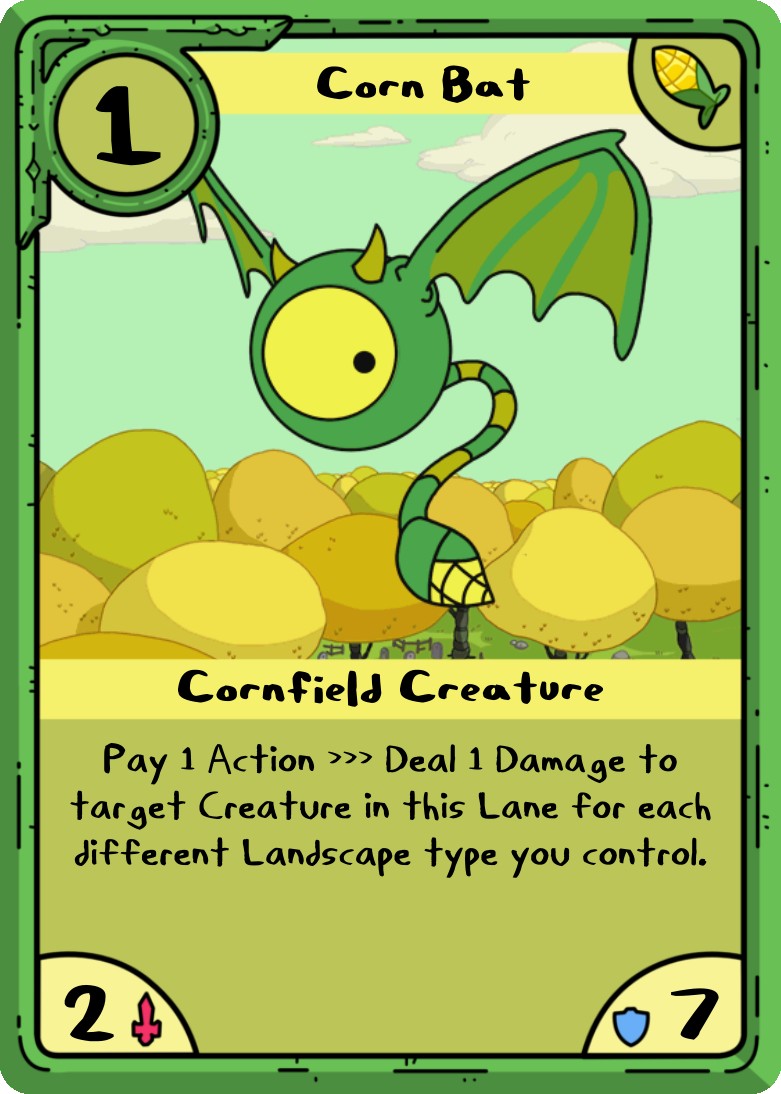 1
Corn Bat
Cornfield Creature
Pay 1 Action >>> Deal 1 Damage to
target Creature in this Lane for each
different Landscape type you control.
2
7